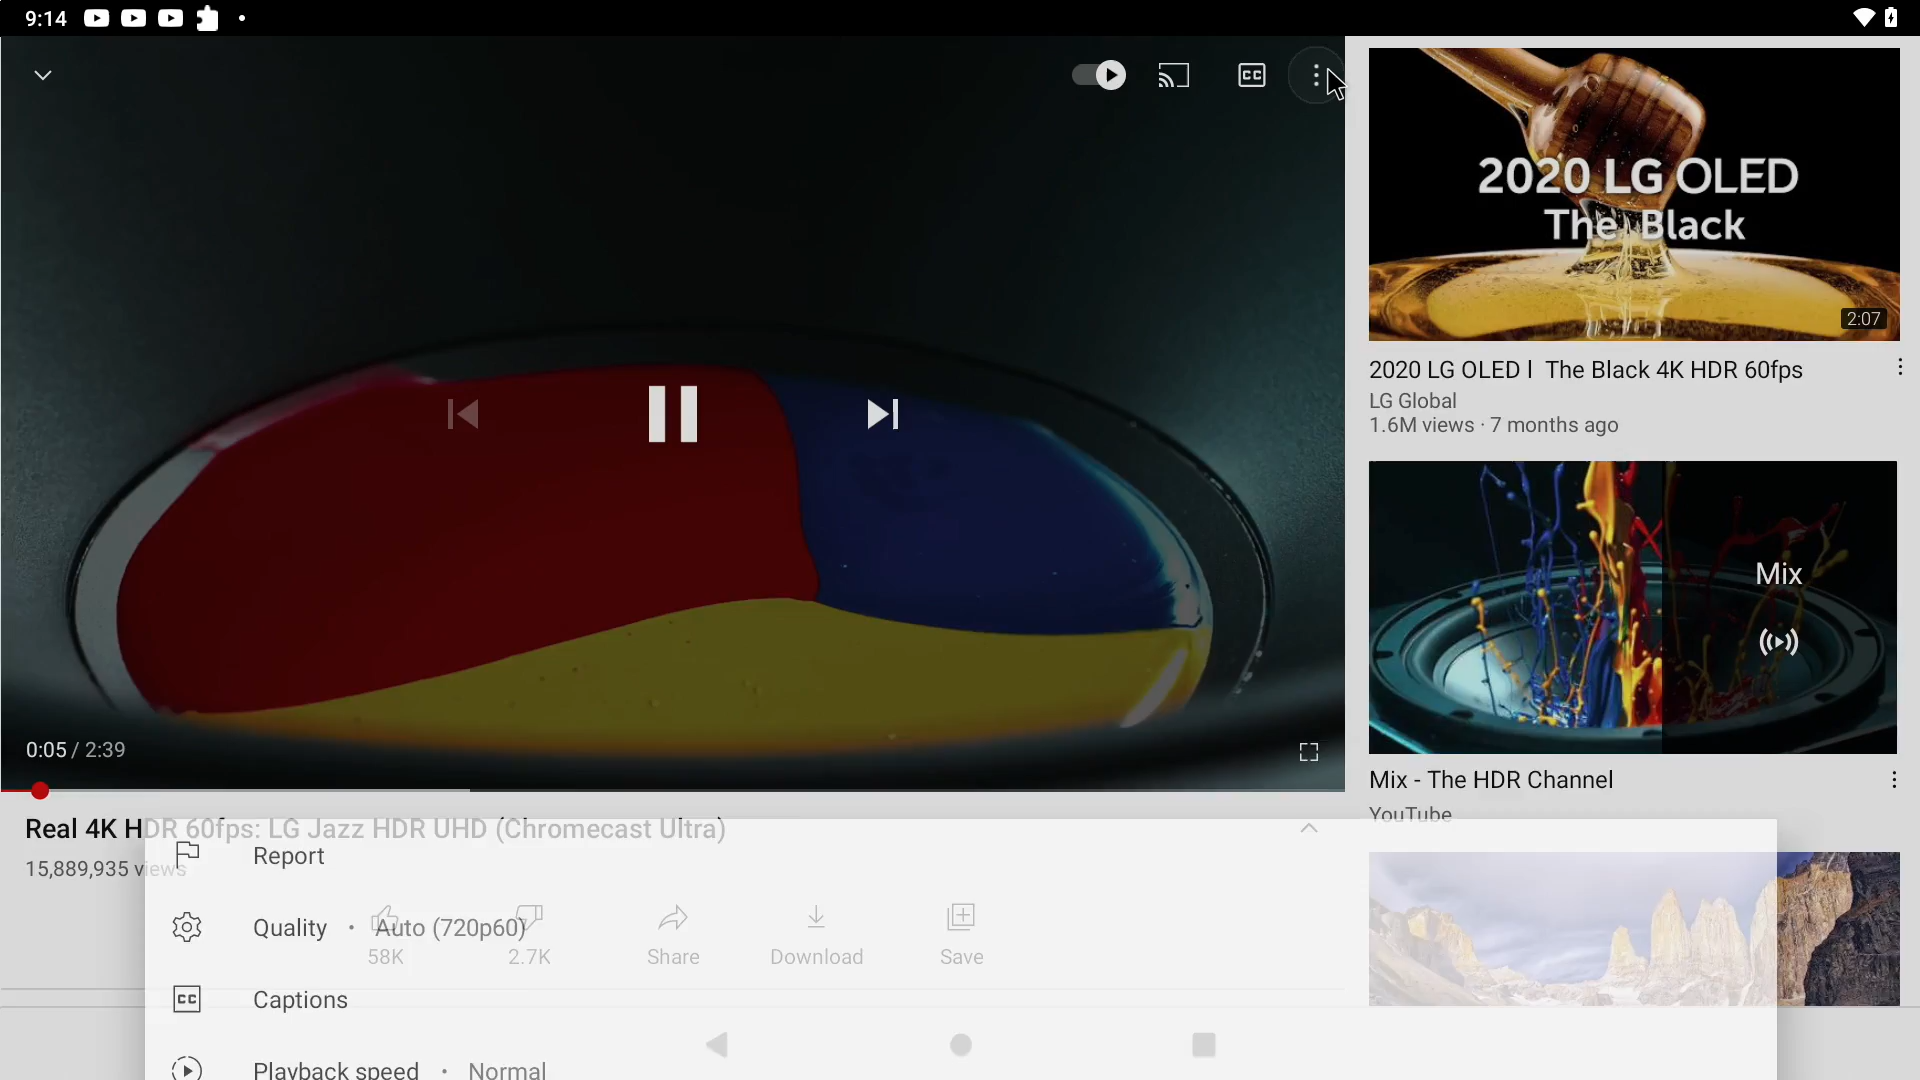 9:14
CC
2020 LG OLED
The Black
2:07
2020 LG OLED l The Black 4K HDR 60fps
LG Global
1.6M views · 7 months ago
Mix
Mix - The HDR Channel
YouTube
0:05 / 2:39
Real 4K HDR 60fps: LG Jazz HDR UHD (Chromecast Ultra)
15,889,935 views
58K
2.7K
Share
Download
Save
Report
Quality • Auto (720p60)
CC Captions
Playback speed • Normal